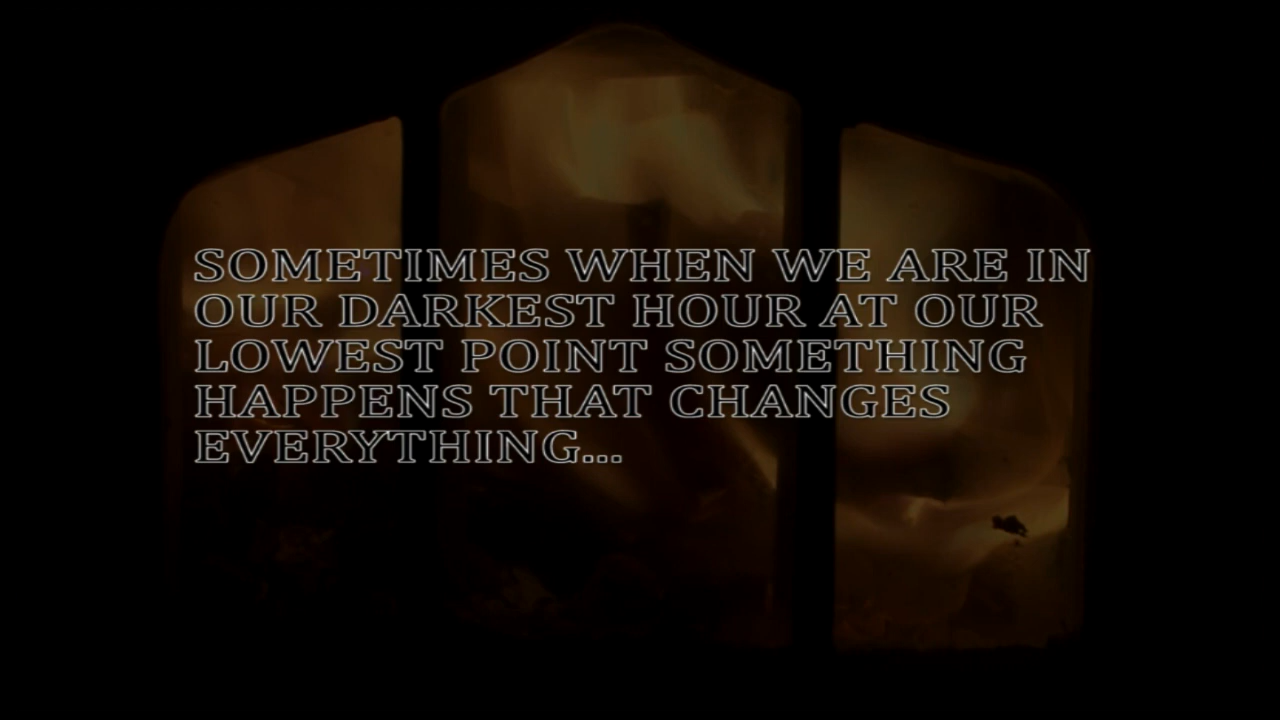 SOMETIMES WHEN WE ARE IN
OUR DARKEST HOUR AT OUR
LOWEST POINT SOMETHING
HAPPENS THAT CHANGES
EVERYTHING...